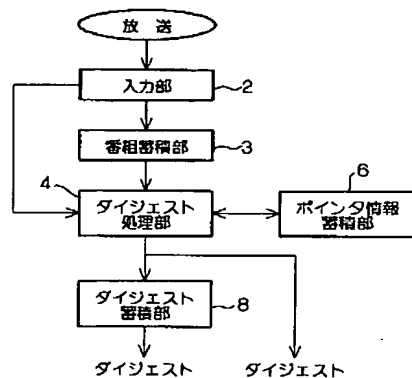 放送
入力部
2
番組蓄積部
3
4
ダイジェスト
処理部
6
ポインタ情報
蓄積部
ダイジェスト
蓄積部
8
ダイジェスト
ダイジェスト